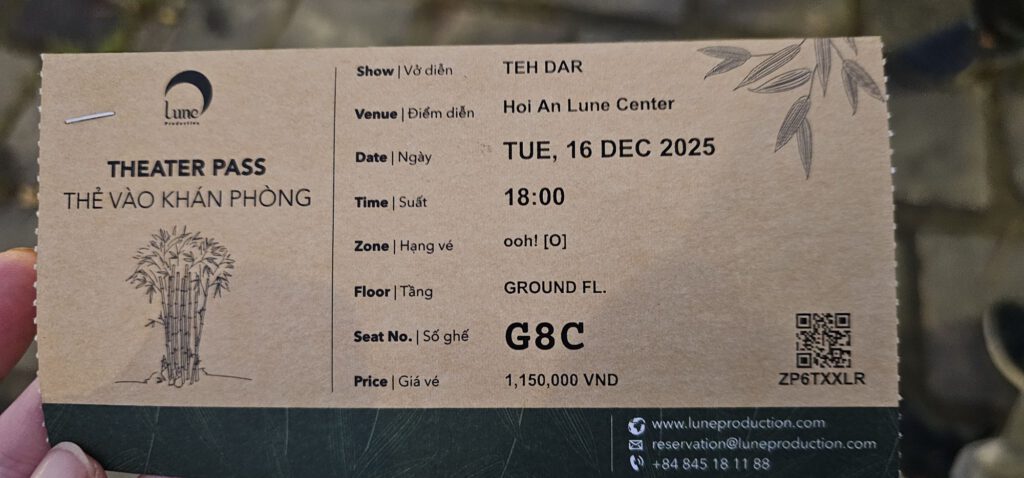 Lune
Production
THEATER PASS
THẺ VÀO KHÁN PHÒNG
Show | Vở diễn TEH DAR
Venue | Điểm diễn Hoi An Lune Center
Date | Ngày TUE, 16 DEC 2025
Time | Suất 18:00
Zone | Hạng vé ooh! [O]
Floor | Tầng GROUND FL.
Seat No. | Số ghế G8C
Price | Giá vé 1,150,000 VND
ZP6TXXLR
www.luneproduction.com
reservation@luneproduction.com
+84 845 18 11 88